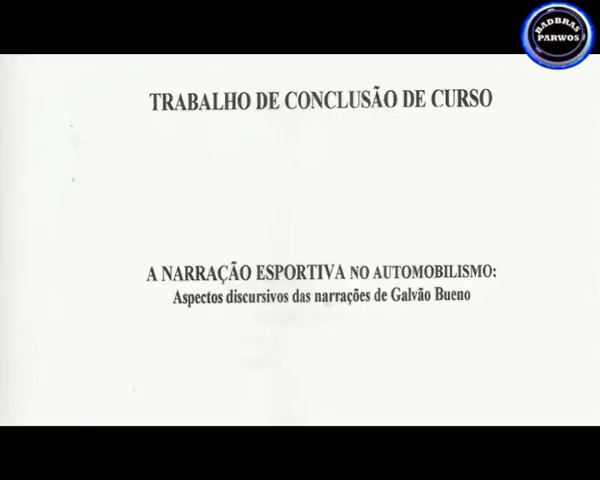 BADBRAS
PARWOS
TRABALHO DE CONCLUSÃO DE CURSO
A NARRAÇÃO ESPORTIVA NO AUTOMOBILISMO:
Aspectos discursivos das narrações de Galvão Bueno